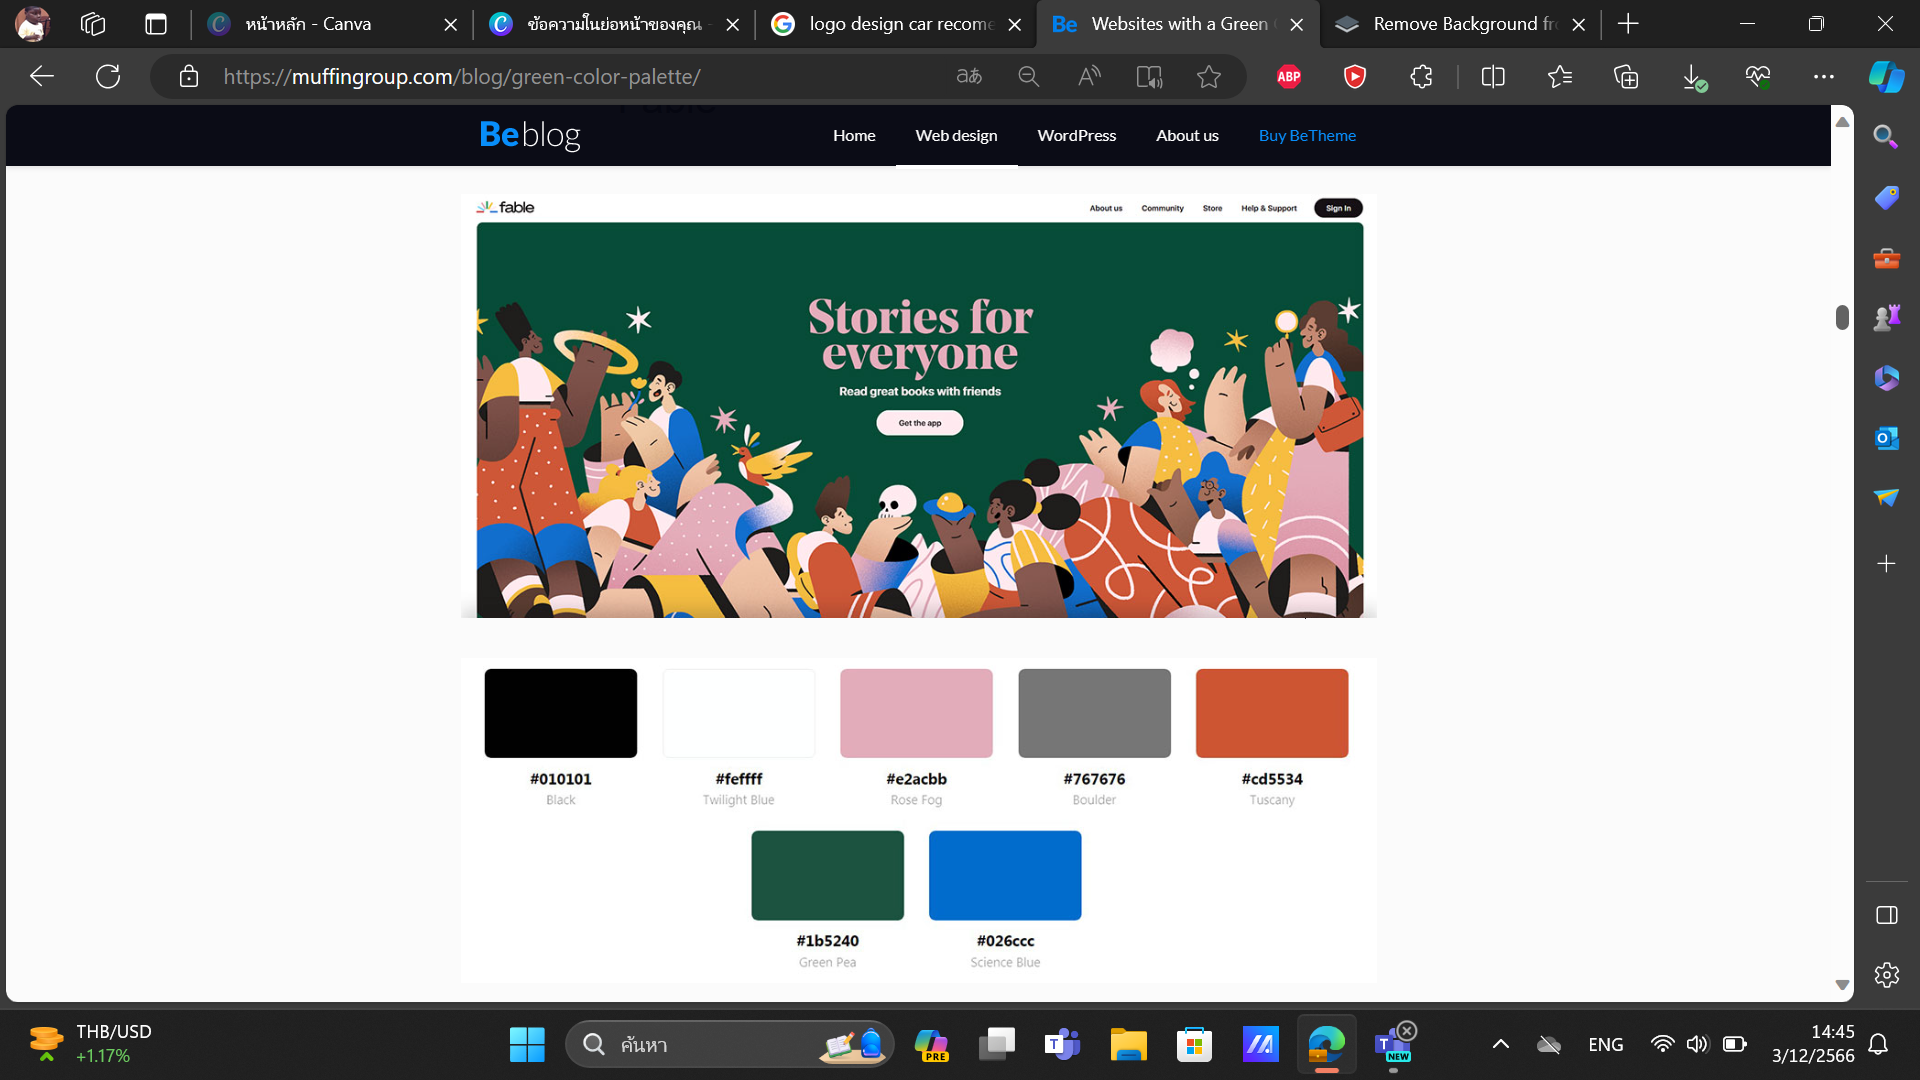 หน้าหลัก - Canva
ข้อความในย่อหน้าของคุณ -
logo design car recome
Be Websites with a Green
Remove Background fr
https://muffingroup.com/blog/green-color-palette/
aあ
A
ABP
Beblog
Home
Web design
WordPress
About us
Buy BeTheme
fable
About us
Community
Store
Help & Support
Sign In
Stories for
everyone
Read great books with friends
Get the app
#010101
Black
#feffff
Twilight Blue
#e2acbb
Rose Fog
#767676
Boulder
#cd5534
Tuscany
#1b5240
Green Pea
#026ccc
Science Blue
THB/USD
+1.17%
ค้นหา
PRE
T
T
NEW
ENG
14:45
3/12/2566